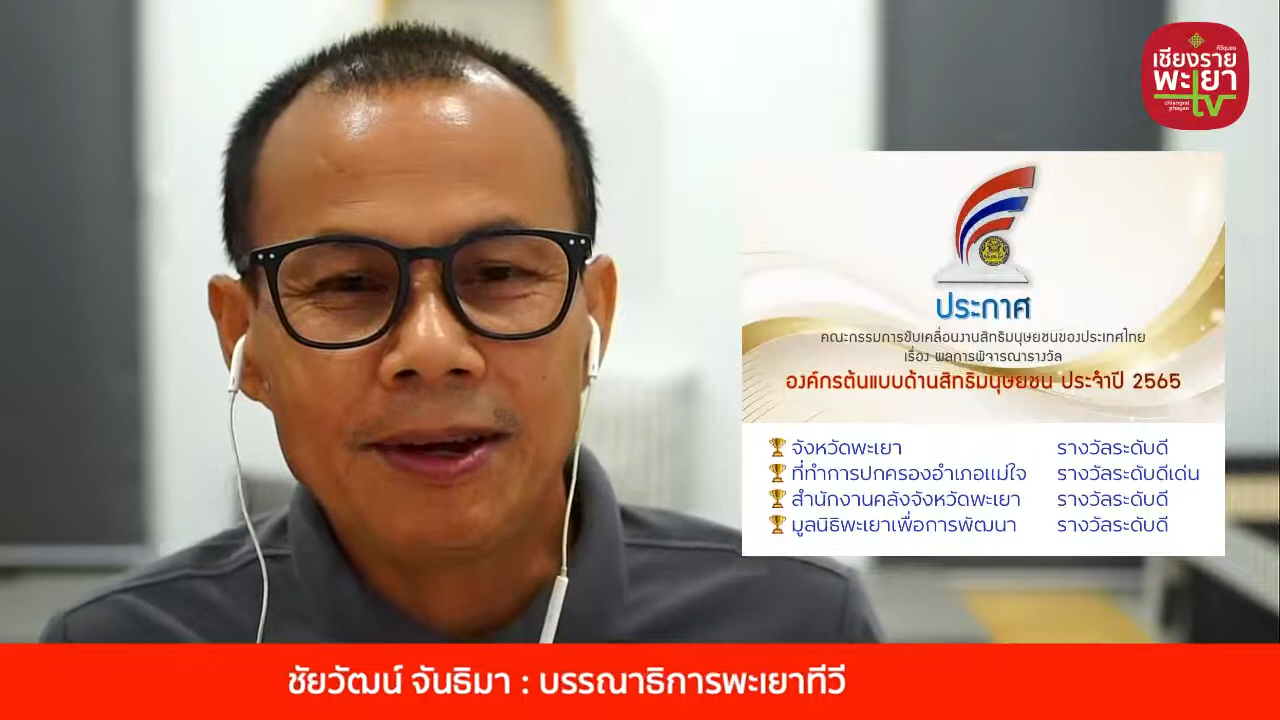 ทีวีชุมชน
เชียงราย
พะเยา
chiangrai
phayao
tv
ประกาศ
คณะกรรมการขับเคลื่อนงานสิทธิมนุษยชนของประเทศไทย
เรื่อง ผลการพิจารณารางวัล
องค์กรต้นแบบด้านสิทธิมนุษยชน ประจำปี 2565
จังหวัดพะเยา รางวัลระดับดี
ที่ทำการปกครองอำเภอแม่ใจ รางวัลระดับดีเด่น
สำนักงานคลังจังหวัดพะเยา รางวัลระดับดี
มูลนิธิพะเยาเพื่อการพัฒนา รางวัลระดับดี
ชัยวัฒน์ จันธิมา : บรรณาธิการพะเยาทีวี